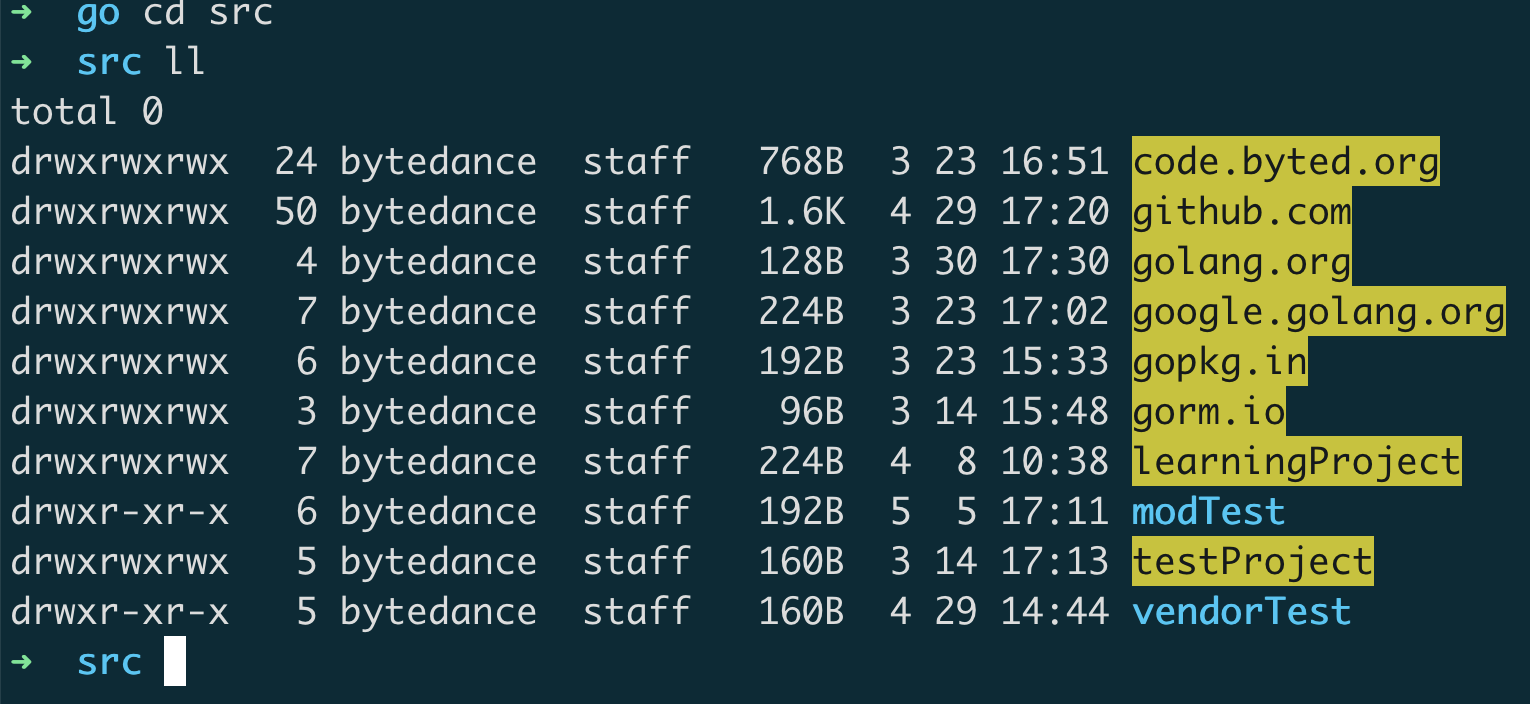 ➜  go cd src
➜  src ll
total 0
drwxrwxrwx  24 bytedance  staff   768B  3 23 16:51 code.byted.org
drwxrwxrwx  50 bytedance  staff   1.6K  4 29 17:20 github.com
drwxrwxrwx   4 bytedance  staff   128B  3 30 17:30 golang.org
drwxrwxrwx   7 bytedance  staff   224B  3 23 17:02 google.golang.org
drwxrwxrwx   6 bytedance  staff   192B  3 23 15:33 gopkg.in
drwxrwxrwx   3 bytedance  staff    96B  3 14 15:48 gorm.io
drwxrwxrwx   7 bytedance  staff   224B  4  8 10:38 learningProject
drwxr-xr-x   6 bytedance  staff   192B  5  5 17:11 modTest
drwxrwxrwx   5 bytedance  staff   160B  3 14 17:13 testProject
drwxr-xr-x   5 bytedance  staff   160B  4 29 14:44 vendorTest
➜  src